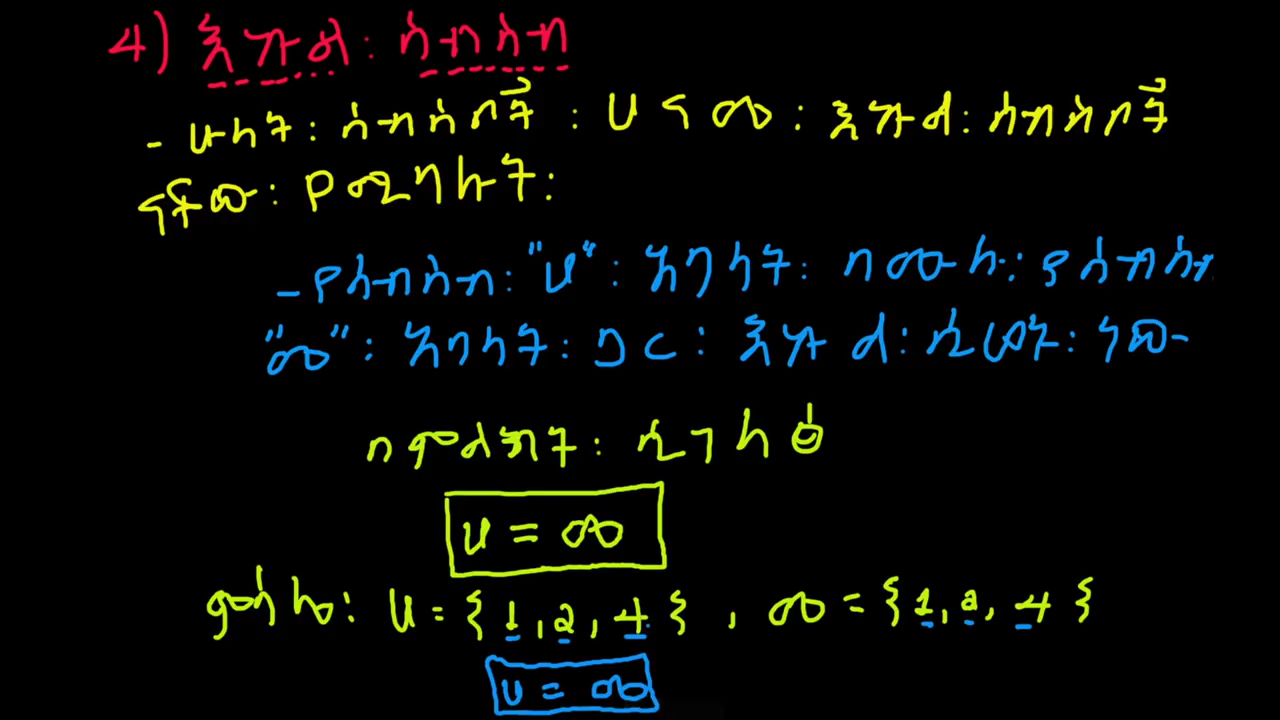 4) እኩል፡ ስብስብ
- ሁለት፡ ስብስቦች፡ ሀ ና መ፡ እኩል፡ ስብስቦች
ናቸው፡ የሚባሉት፡
- የስብስብ፡ "ሀ"፡ አባላት፡ በሙሉ፡ የስብስብ
"መ"፡ አባላት፡ ጋር፡ እኩል፡ ሲሆኑ፡ ነው
በምልክት፡ ሲገለፅ
ሀ = መ
ምሳሌ፡ ሀ = {1, 2, 4} , መ = {1, 2, 4}
ሀ = መ